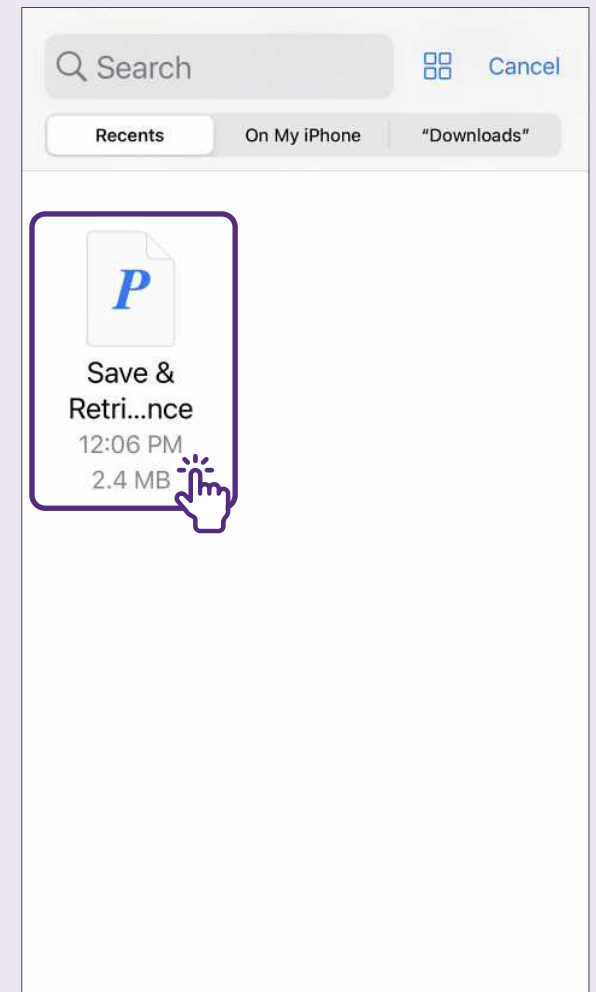 Search
Cancel
Recents
On My iPhone
“Downloads”
P
Save &
Retri...nce
12:06 PM
2.4 MB